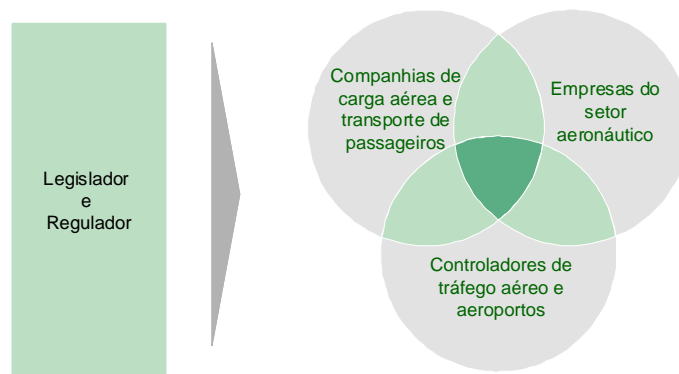 Legislador
e
Regulador
Companhias de
carga aérea e
transporte de
passageiros
Empresas do
setor
aeronáutico
Controladores de
tráfego aéreo e
aeroportos